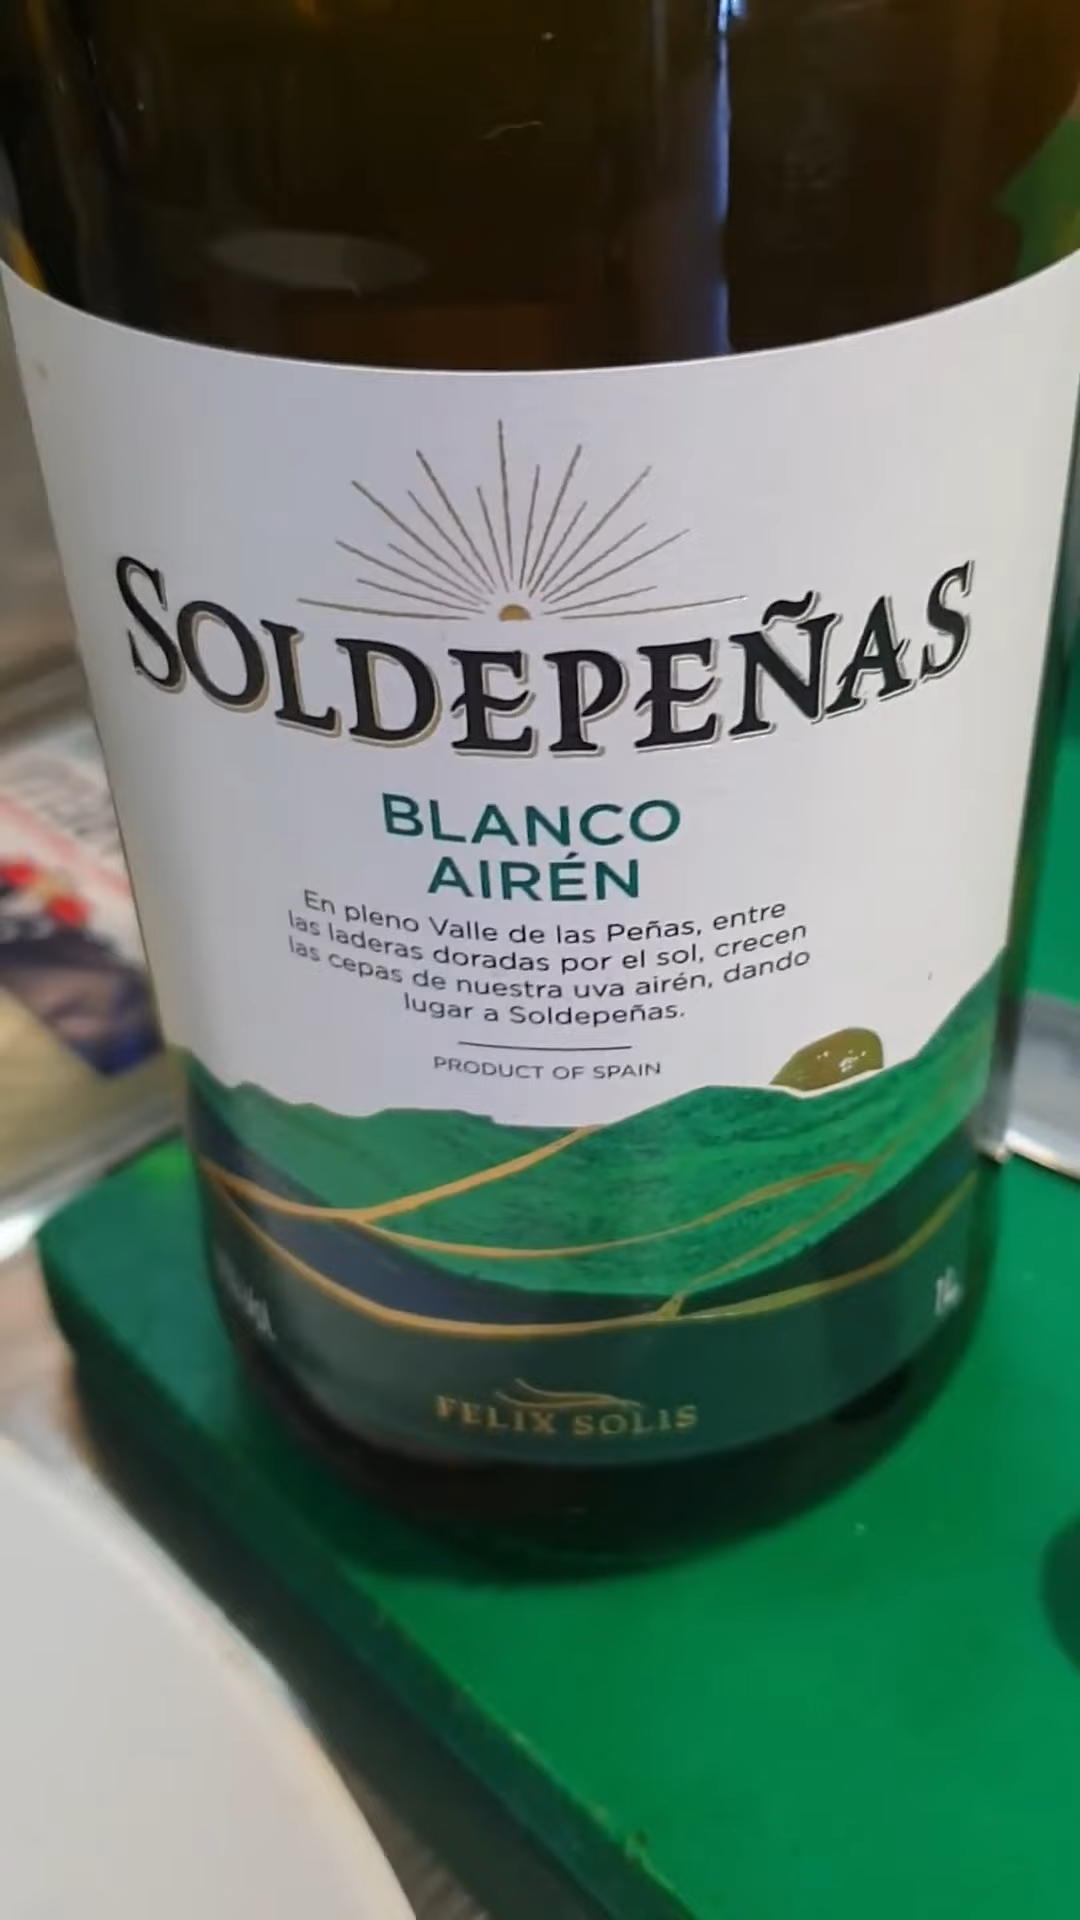 SOLDEPEÑAS
BLANCO
AIRÉN
En pleno Valle de las Peñas, entre
las laderas doradas por el sol, crecen
las cepas de nuestra uva airén, dando
lugar a Soldepeñas.
PRODUCT OF SPAIN
FELIX SOLIS